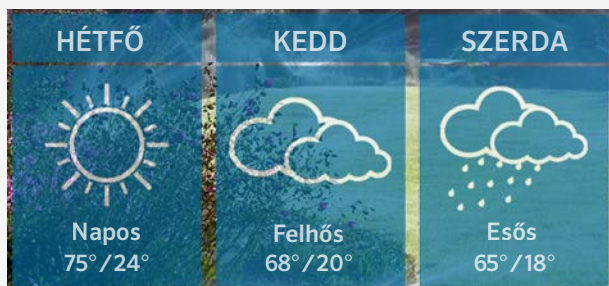 HÉTFŐ
Napos
75°/24°
KEDD
Felhős
68°/20°
SZERDA
Esős
65°/18°